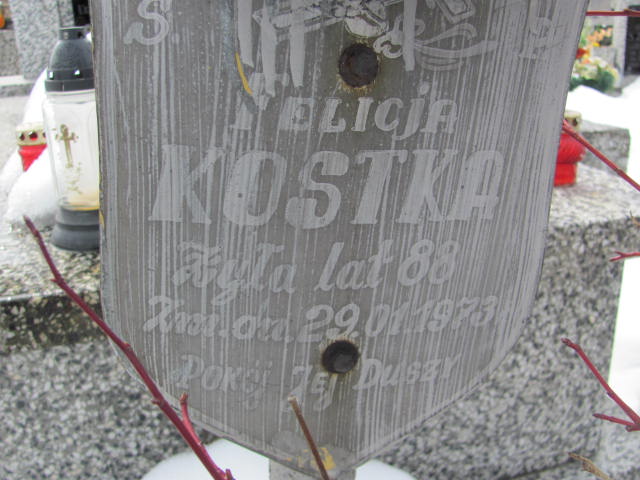 Ś. P.
Felicja
KOSTKA
Żyła lat 88
Zm. dn. 29.01.1973
Pokój Jej Duszy